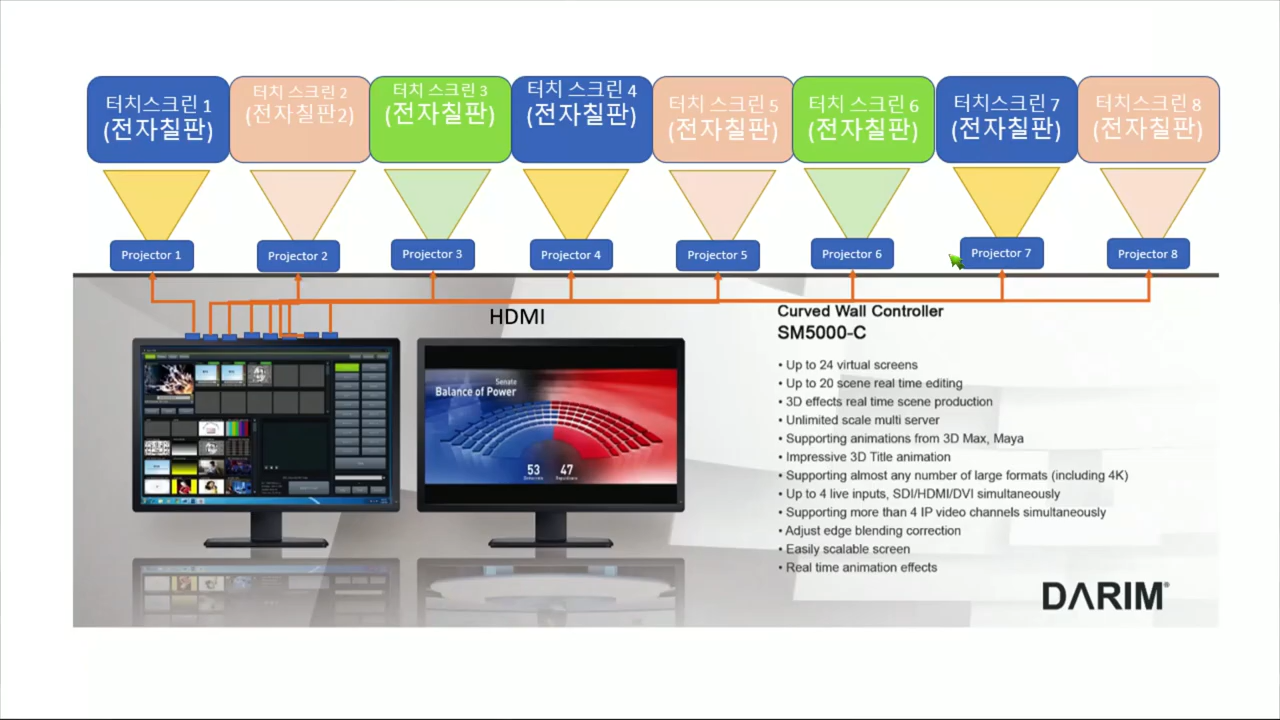 터치스크린 1
(전자칠판)
터치 스크린 2
(전자칠판2)
터치 스크린 3
(전자칠판)
터치 스크린 4
(전자칠판)
터치스크린 5
(전자칠판)
터치스크린 6
(전자칠판)
터치스크린 7
(전자칠판)
터치스크린 8
(전자칠판)
Projector 1
Projector 2
Projector 3
Projector 4
Projector 5
Projector 6
Projector 7
Projector 8
HDMI
Senate
Balance of Power
53
47
Curved Wall Controller
SM5000-C
• Up to 24 virtual screens
• Up to 20 scene real time editing
• 3D effects real time scene production
• Unlimited scale multi server
• Supporting animations from 3D Max, Maya
• Impressive 3D Title animation
• Supporting almost any number of large formats (including 4K)
• Up to 4 live inputs, SDI/HDMI/DVI simultaneously
• Supporting more than 4 IP video channels simultaneously
• Adjust edge blending correction
• Easily scalable screen
• Real time animation effects
DARIM®